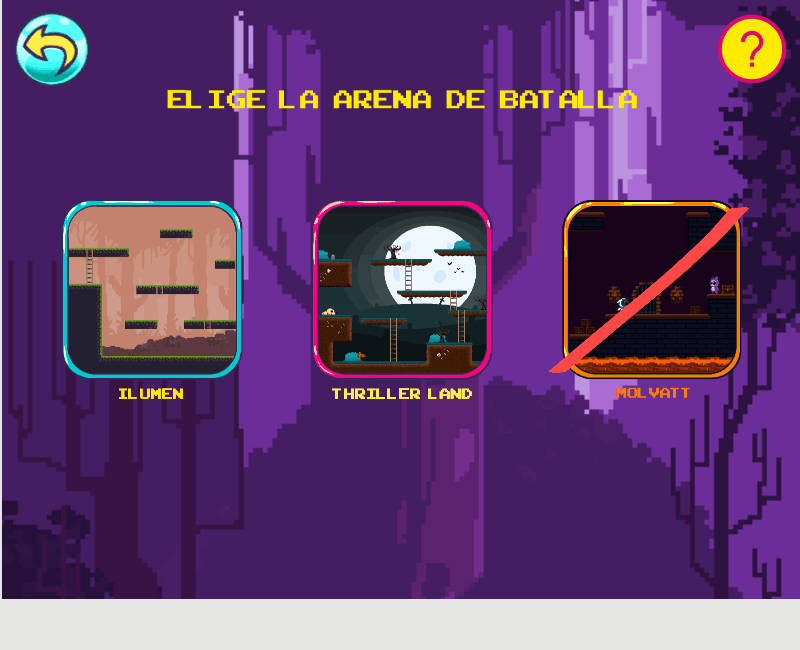 ?
ELIGE LA ARENA DE BATALLA
ILUMEN
THRILLER LAND
MOLVATT